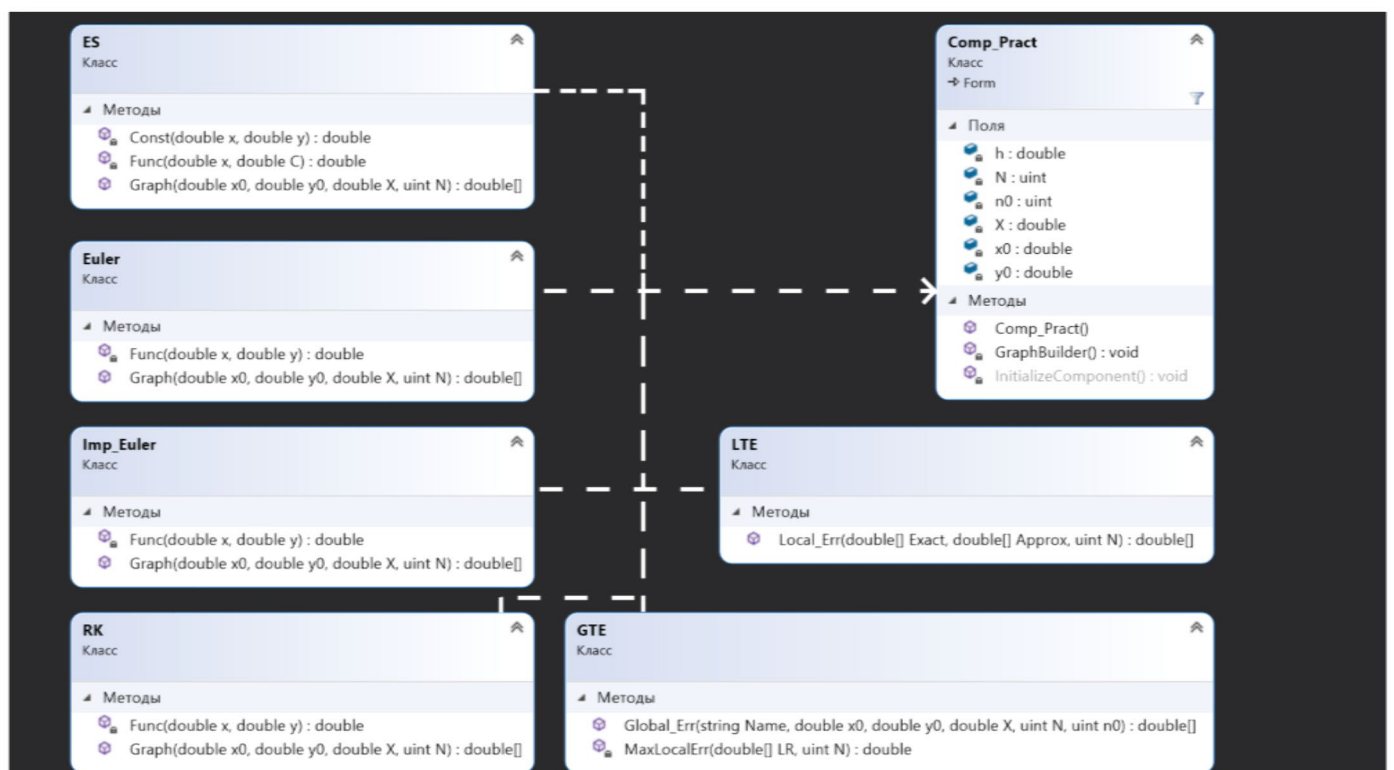 ES
Класс
Методы
Const(double x, double y) : double
Func(double x, double C) : double
Graph(double x0, double y0, double X, uint N) : double[]
Comp_Pract
Класс
Form
Поля
h : double
N : uint
n0 : uint
X : double
x0 : double
y0 : double
Методы
Comp_Pract()
GraphBuilder() : void
InitializeComponent() : void
Euler
Класс
Методы
Func(double x, double y) : double
Graph(double x0, double y0, double X, uint N) : double[]
Imp_Euler
Класс
Методы
Func(double x, double y) : double
Graph(double x0, double y0, double X, uint N) : double[]
LTE
Класс
Методы
Local_Err(double[] Exact, double[] Approx, uint N) : double[]
RK
Класс
Методы
Func(double x, double y) : double
Graph(double x0, double y0, double X, uint N) : double[]
GTE
Класс
Методы
Global_Err(string Name, double x0, double y0, double X, uint N, uint n0) : double[]
MaxLocalErr(double[] LR, uint N) : double